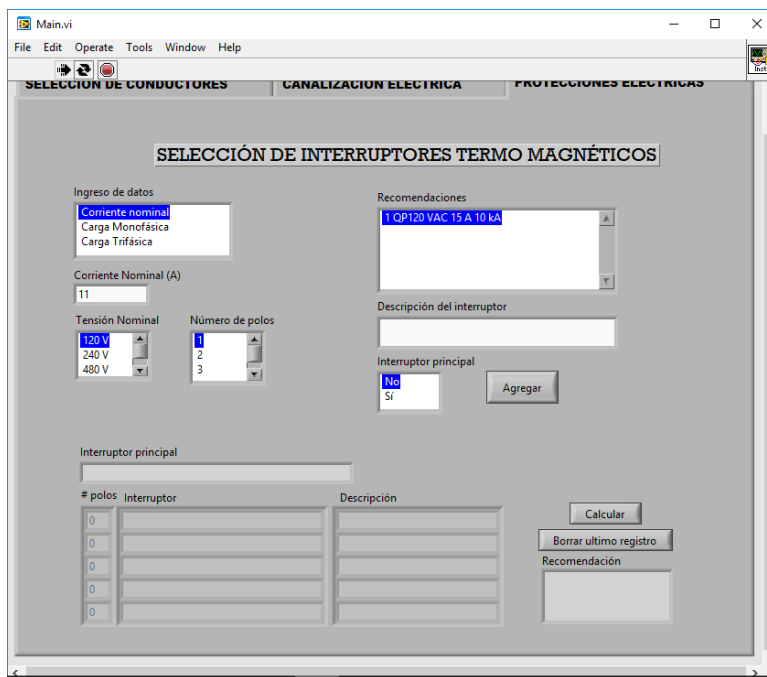 Main.vi
File Edit Operate Tools Window Help
SELECCIÓN DE CONDUCTORES
CANALIZACIÓN ELÉCTRICA
PROTECCIONES ELÉCTRICAS
SELECCIÓN DE INTERRUPTORES TERMO MAGNÉTICOS
Ingreso de datos
Corriente nominal
Carga Monofásica
Carga Trifásica
Corriente Nominal (A)
11
Tensión Nominal
120 V
240 V
480 V
Número de polos
1
2
3
Recomendaciones
1 QP120 VAC 15 A 10 kA
Descripción del interruptor
Interruptor principal
No
Sí
Agregar
Interruptor principal
# polos Interruptor Descripción
0
0
0
0
0
Calcular
Borrar ultimo registro
Recomendación